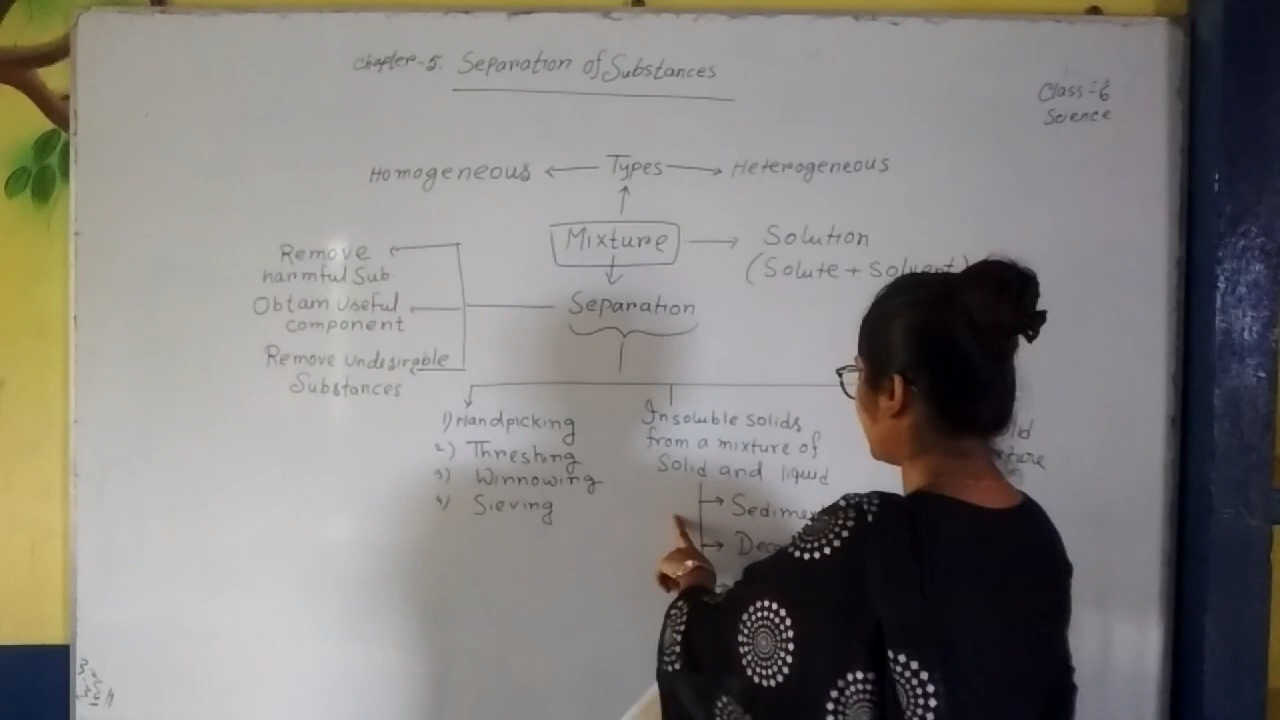 Chapter-5. Separation of Substances
Class-6
Science
Homogeneous ← Types → Heterogeneous
Mixture → Solution
(Solute + Solvent)
Separation
Remove
harmful Sub
Obtain useful
component
Remove undesirable
Substances
1) Handpicking
2) Threshing
3) Winnowing
4) Sieving
Insoluble solids
from a mixture of
Solid and liquid